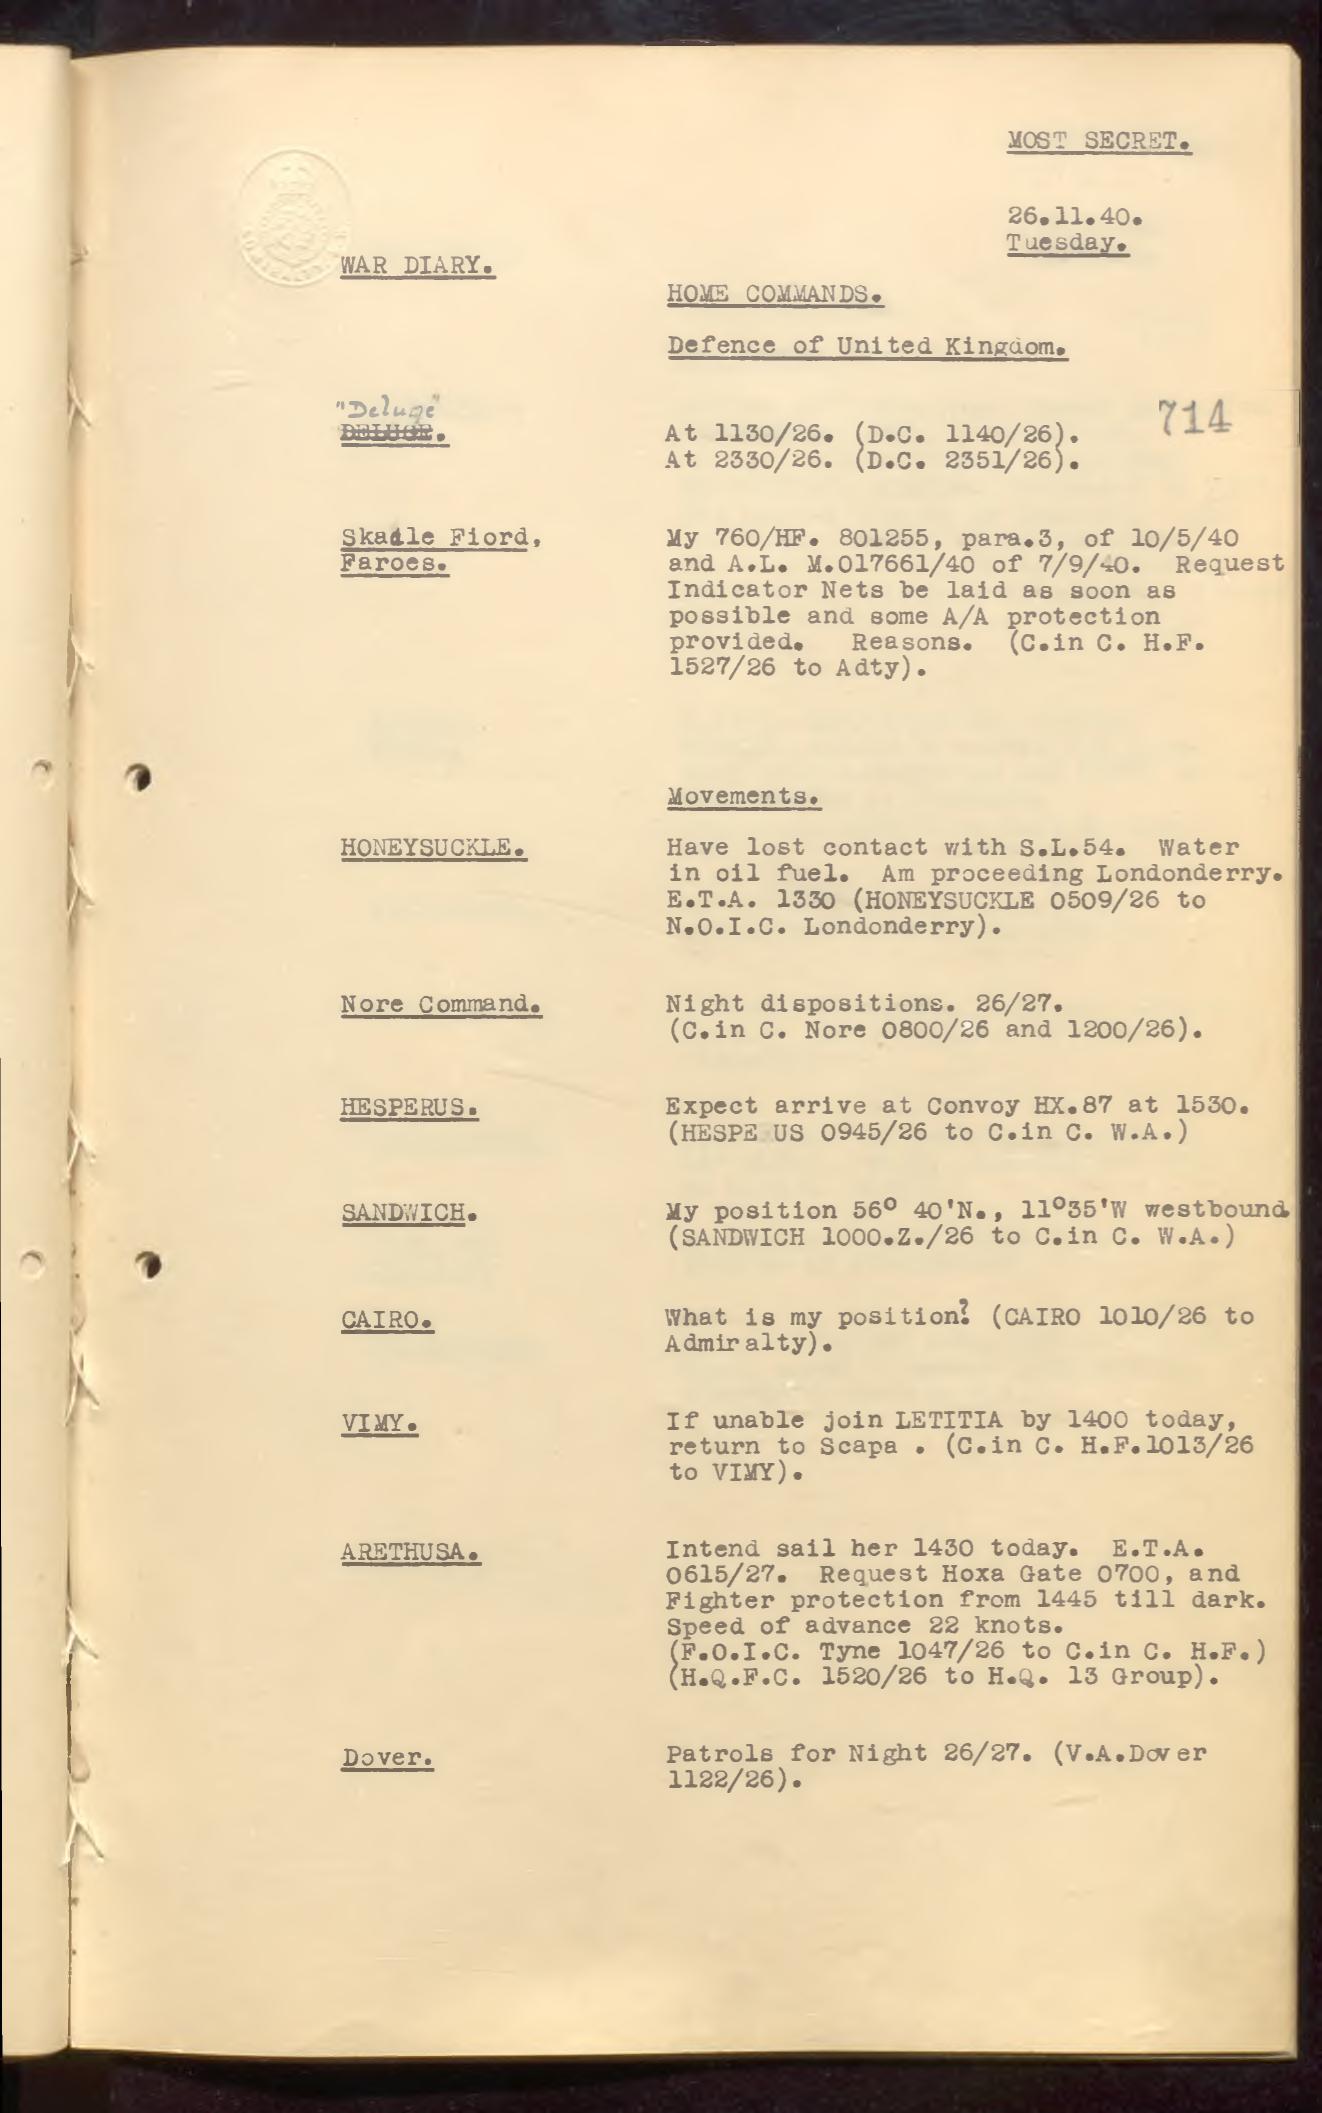 MOST SECRET.
26.11.40.
Tuesday.
WAR DIARY.
HOME COMMANDS.
Defence of United Kingdom.
"Deluge"
DELUGE.
714
At 1130/26. (D.C. 1140/26).
At 2330/26. (D.C. 2351/26).
Skaale Fiord,
Faroes.
My 760/HF. 801255, para.3, of 10/5/40
and A.L. M.017661/40 of 7/9/40. Request
Indicator Nets be laid as soon as
possible and some A/A protection
provided. Reasons. (C.in C. H.F.
1527/26 to Adty).
Movements.
HONEYSUCKLE.
Have lost contact with S.L.54. Water
in oil fuel. Am proceeding Londonderry.
E.T.A. 1330 (HONEYSUCKLE 0509/26 to
N.O.I.C. Londonderry).
Nore Command.
Night dispositions. 26/27.
(C.in C. Nore 0800/26 and 1200/26).
HESPERUS.
Expect arrive at Convoy HX.87 at 1530.
(HESPE US 0945/26 to C.in C. W.A.)
SANDWICH.
My position 56° 40'N., 11°35'W westbound.
(SANDWICH 1000.Z./26 to C.in C. W.A.)
CAIRO.
What is my position? (CAIRO 1010/26 to
Admiralty).
VIMY.
If unable join LETITIA by 1400 today,
return to Scapa . (C.in C. H.F.1013/26
to VIMY).
ARETHUSA.
Intend sail her 1430 today. E.T.A.
0615/27. Request Hoxa Gate 0700, and
Fighter protection from 1445 till dark.
Speed of advance 22 knots.
(F.O.I.C. Tyne 1047/26 to C.in C. H.F.)
(H.Q.F.C. 1520/26 to H.Q. 13 Group).
Dover.
Patrols for Night 26/27. (V.A.Dover
1122/26).